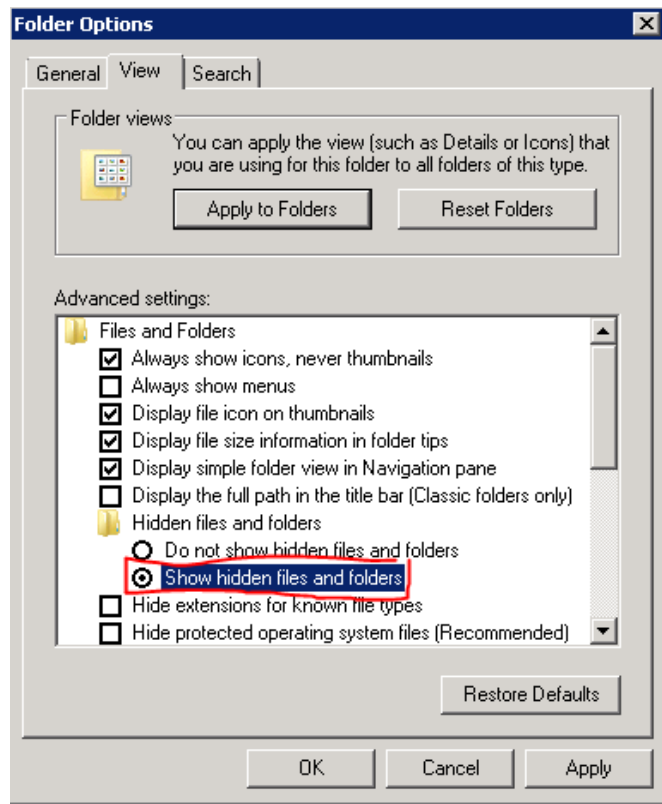 Folder Options
General View Search
Folder views
You can apply the view (such as Details or Icons) that
you are using for this folder to all folders of this type.
Apply to Folders Reset Folders
Advanced settings:
Files and Folders
Always show icons, never thumbnails
Always show menus
Display file icon on thumbnails
Display file size information in folder tips
Display simple folder view in Navigation pane
Display the full path in the title bar (Classic folders only)
Hidden files and folders
Do not show hidden files and folders
Show hidden files and folders
Hide extensions for known file types
Hide protected operating system files (Recommended)
Restore Defaults
OK Cancel Apply